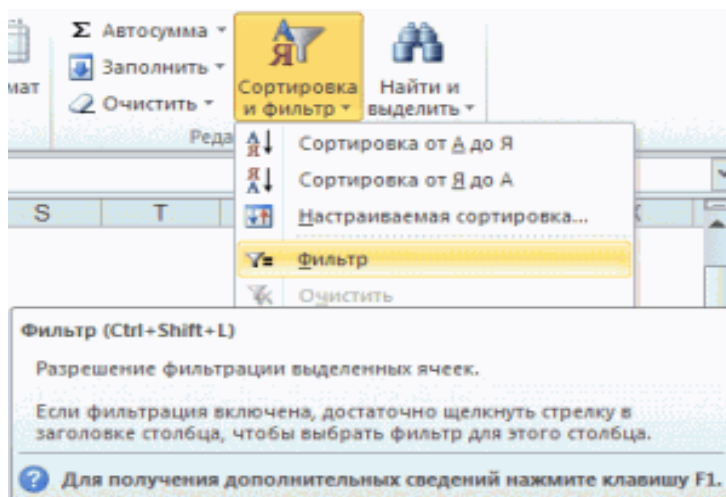 Σ Автосумма
Заполнить
Очистить
мат
Сортировка
и фильтр
Найти и
выделить
Реда
Сортировка от А до Я
Сортировка от Я до А
Настраиваемая сортировка...
Фильтр
Очистить
S T
Фильтр (Ctrl+Shift+L)
Разрешение фильтрации выделенных ячеек.
Если фильтрация включена, достаточно щелкнуть стрелку в
заголовке столбца, чтобы выбрать фильтр для этого столбца.
Для получения дополнительных сведений нажмите клавишу F1.